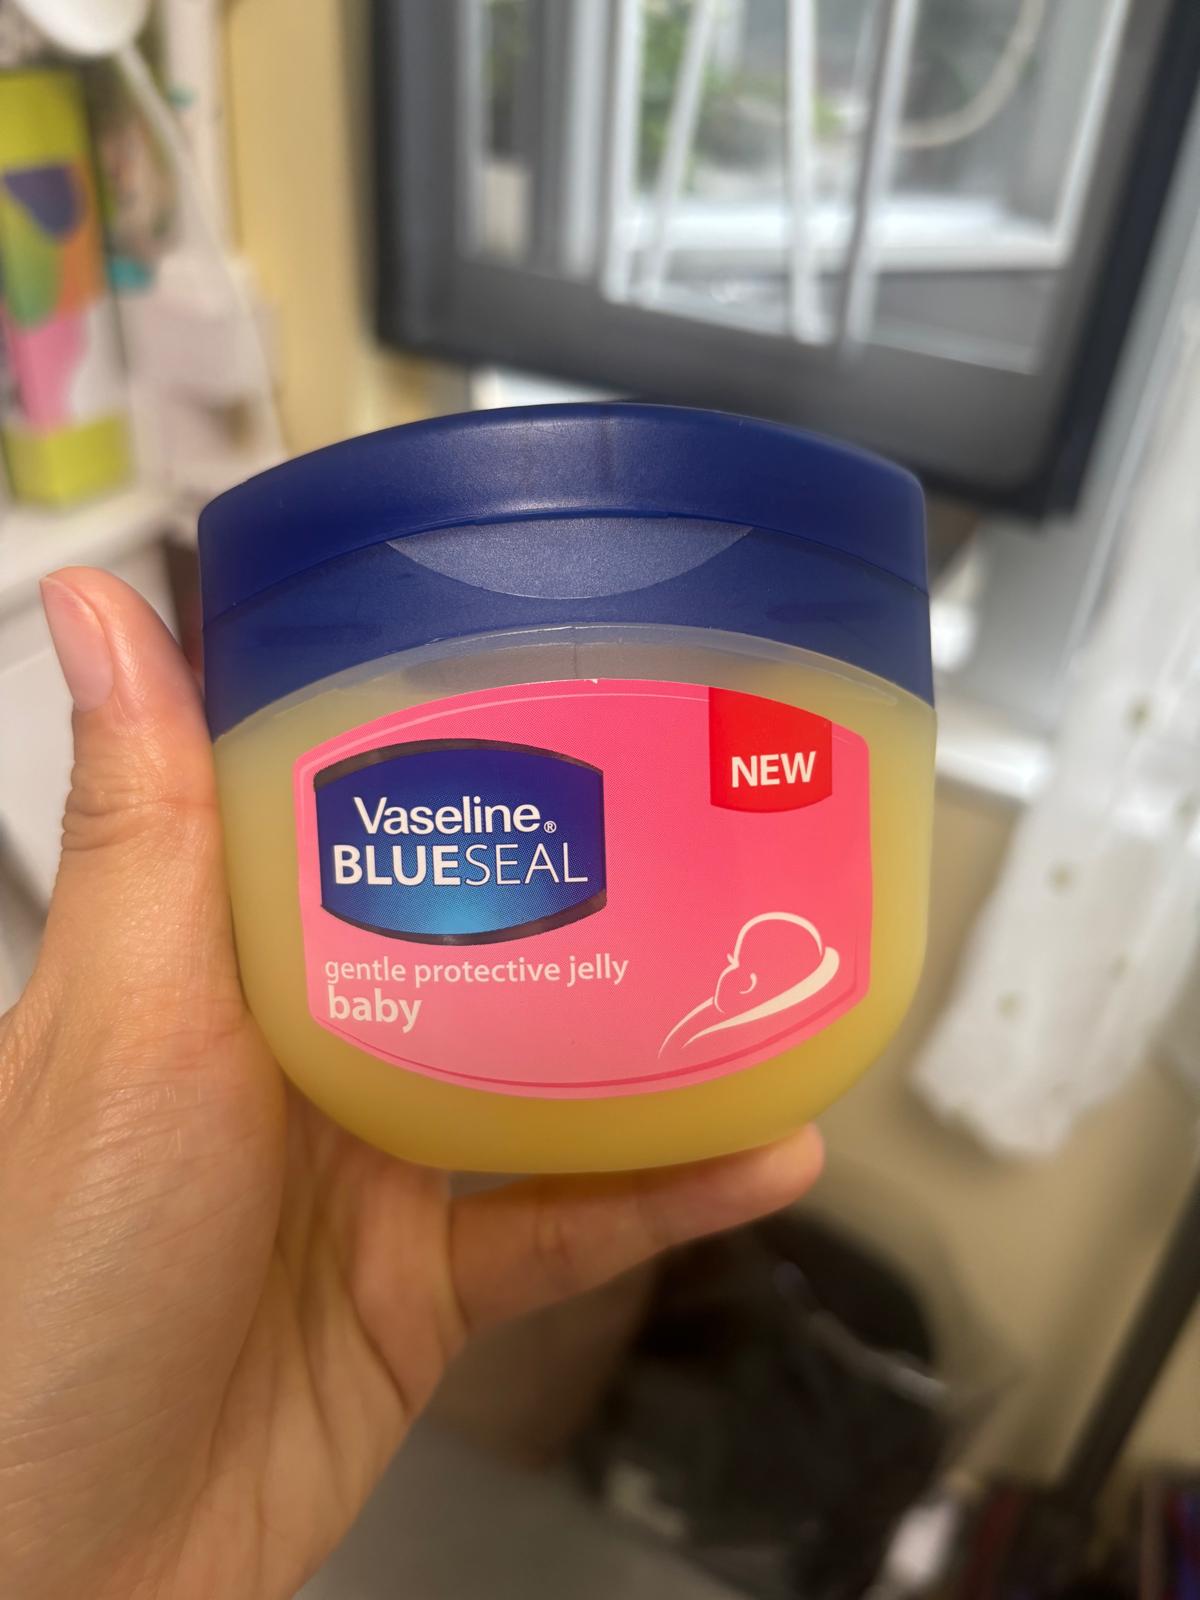 NEW
Vaseline®
BLUESEAL
gentle protective jelly
baby